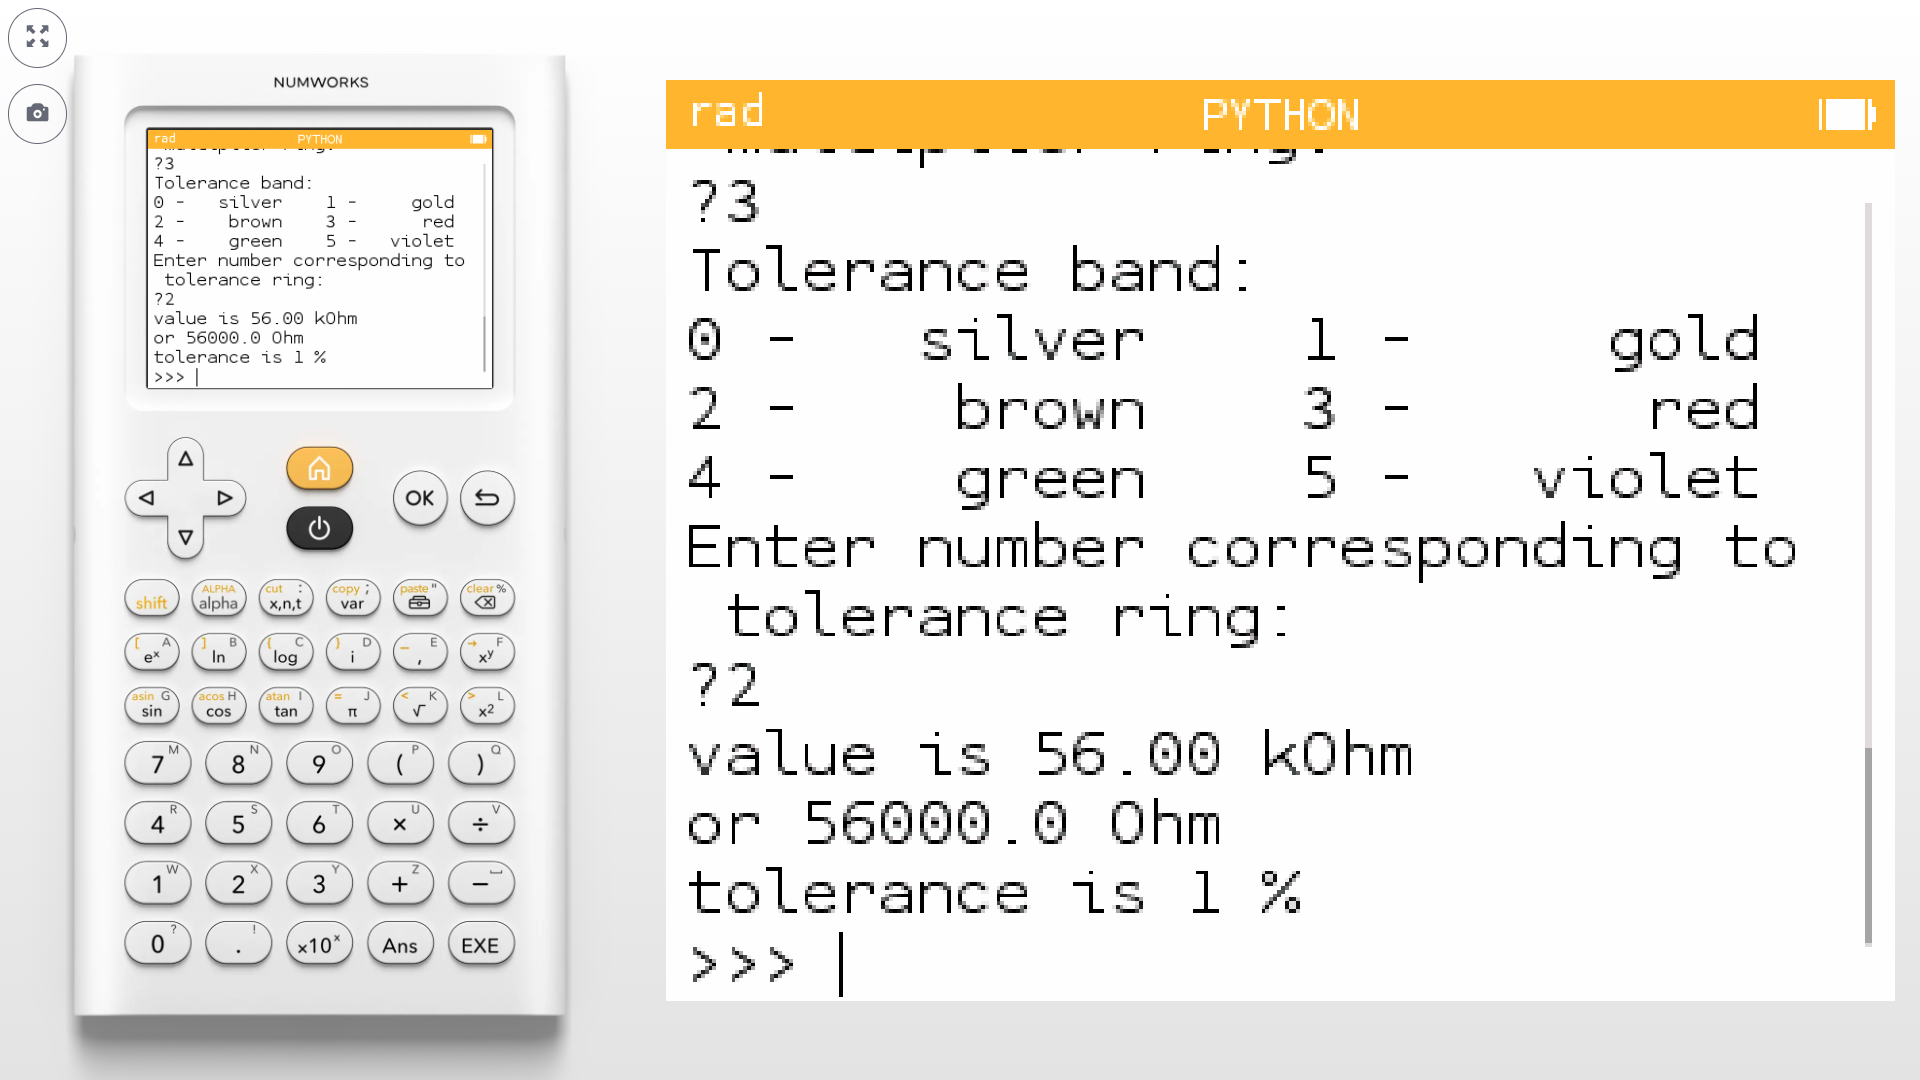 NUMWORKS
rad PYTHON
?3
Tolerance band:
0 - silver 1 - gold
2 - brown 3 - red
4 - green 5 - violet
Enter number corresponding to
tolerance ring:
?2
value is 56.00 kOhm
or 56000.0 Ohm
tolerance is 1 %
>>>
OK
shift ALPHA alpha cut : x,n,t copy ; var paste " clear %
[ A eˣ ] B ln { C log } D i _ E , → F xʸ
asin G sin acos H cos atan I tan = J π < K √ > L x²
7 M 8 N 9 O ( P ) Q
4 R 5 S 6 T × U ÷ V
1 W 2 X 3 Y + Z −
0 ? . ! ×10ˣ Ans EXE
rad PYTHON
?3
Tolerance band:
0 - silver 1 - gold
2 - brown 3 - red
4 - green 5 - violet
Enter number corresponding to
tolerance ring:
?2
value is 56.00 kOhm
or 56000.0 Ohm
tolerance is 1 %
>>>